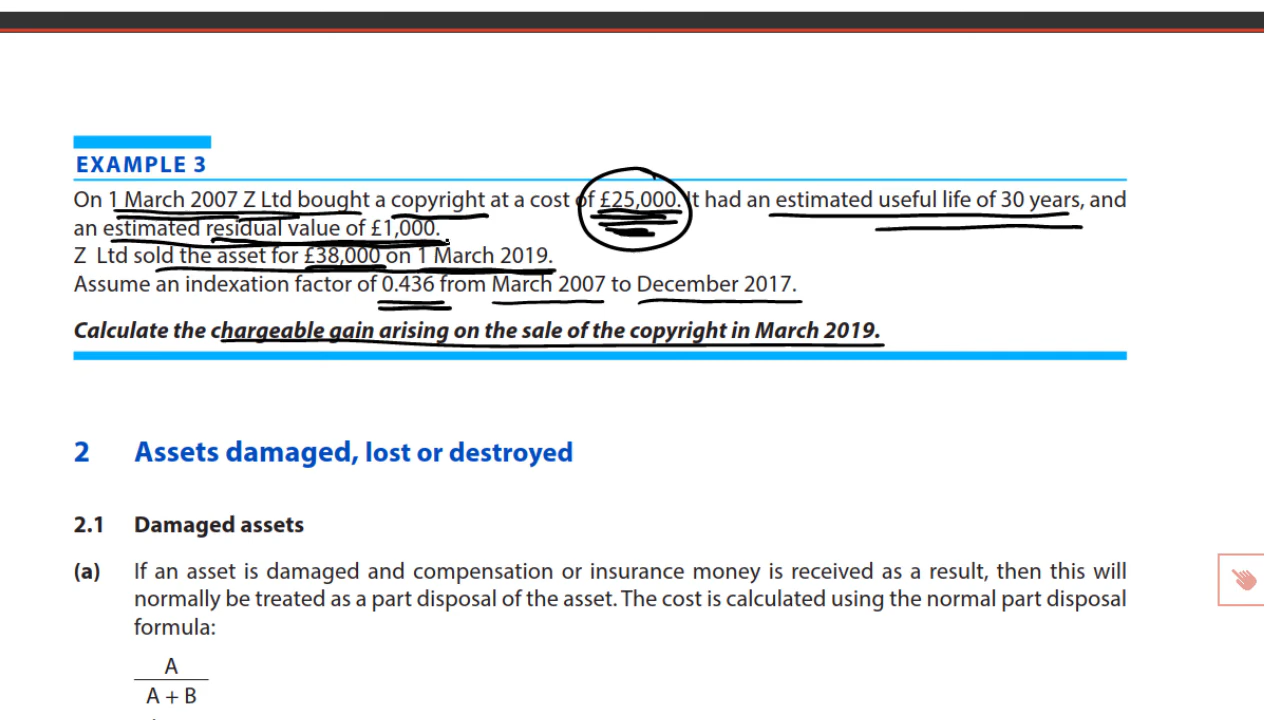 EXAMPLE 3
On 1 March 2007 Z Ltd bought a copyright at a cost of £25,000. It had an estimated useful life of 30 years, and
an estimated residual value of £1,000.
Z Ltd sold the asset for £38,000 on 1 March 2019.
Assume an indexation factor of 0.436 from March 2007 to December 2017.
Calculate the chargeable gain arising on the sale of the copyright in March 2019.
2 Assets damaged, lost or destroyed
2.1 Damaged assets
(a) If an asset is damaged and compensation or insurance money is received as a result, then this will
normally be treated as a part disposal of the asset. The cost is calculated using the normal part disposal
formula:
A
A + B